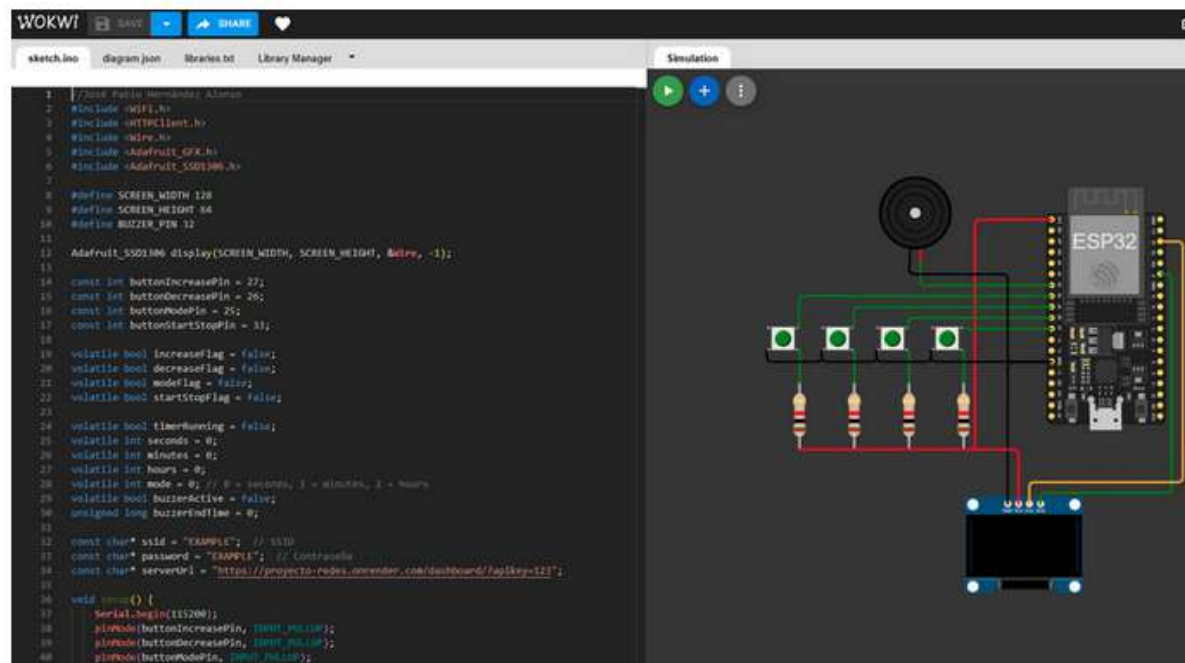 WOKWI SAVE SHARE
sketch.ino diagram.json libraries.txt Library Manager
Simulation
1 //José Pablo Hernández Alonso
2 #include <WiFi.h>
3 #include <HTTPClient.h>
4 #include <Wire.h>
5 #include <Adafruit_GFX.h>
6 #include <Adafruit_SSD1306.h>
7
8 #define SCREEN_WIDTH 128
9 #define SCREEN_HEIGHT 64
10 #define BUZZER_PIN 32
11
12 Adafruit_SSD1306 display(SCREEN_WIDTH, SCREEN_HEIGHT, &Wire, -1);
13
14 const int buttonIncreasePin = 27;
15 const int buttonDecreasePin = 26;
16 const int buttonModePin = 25;
17 const int buttonStartStopPin = 33;
18
19 volatile bool increaseFlag = false;
20 volatile bool decreaseFlag = false;
21 volatile bool modeFlag = false;
22 volatile bool startStopFlag = false;
23
24 volatile bool timerRunning = false;
25 volatile int seconds = 0;
26 volatile int minutes = 0;
27 volatile int hours = 0;
28 volatile int mode = 0; // 0 = seconds, 1 = minutes, 2 = hours
29 volatile bool buzzerActive = false;
30 unsigned long buzzerEndTime = 0;
31
32 const char* ssid = "EXAMPLE"; // SSID
33 const char* password = "EXAMPLE"; // Contraseña
34 const char* serverUrl = "https://proyecto-redes.onrender.com/dashboard/?apikey=123";
35
36 void setup() {
37 Serial.begin(115200);
38 pinMode(buttonIncreasePin, INPUT_PULLUP);
39 pinMode(buttonDecreasePin, INPUT_PULLUP);
40 pinMode(buttonModePin, INPUT_PULLUP);
ESP32